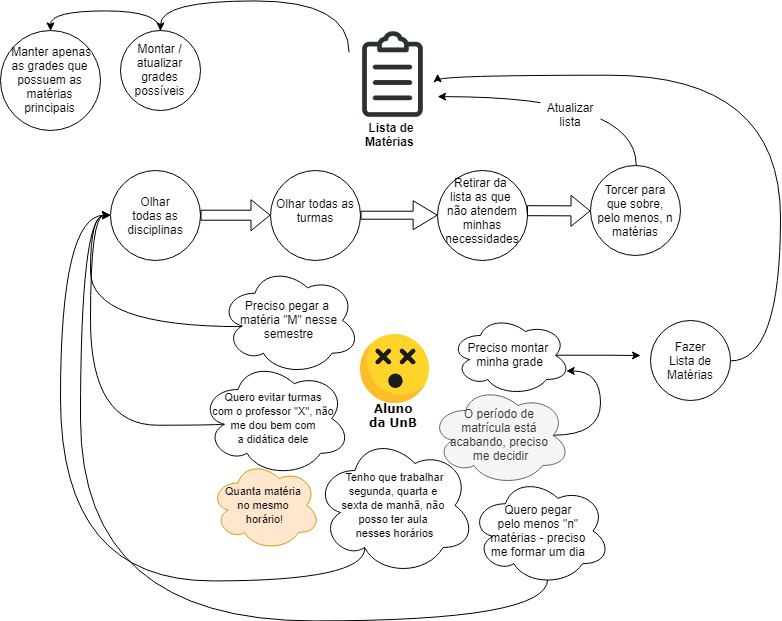 Manter apenas
as grades que
possuem as
matérias
principais
Montar /
atualizar
grades
possíveis
Lista de
Matérias
Atualizar
lista
Olhar
todas as
disciplinas
Olhar todas as
turmas
Retirar da
lista as que
não atendem
minhas
necessidades
Torcer para
que sobre,
pelo menos, n
matérias
Preciso pegar a
matéria "M" nesse
semestre
Quero evitar turmas
com o professor "X", não
me dou bem com
a didática dele
Quanta matéria
no mesmo
horário!
Tenho que trabalhar
segunda, quarta e
sexta de manhã, não
posso ter aula
nesses horários
Aluno
da UnB
Preciso montar
minha grade
O período de
matrícula está
acabando, preciso
me decidir
Quero pegar
pelo menos "n"
matérias - preciso
me formar um dia
Fazer
Lista de
Matérias